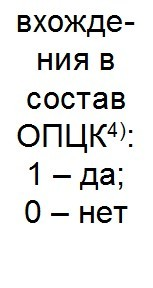 вхожде-
ния в
состав
ОПЦК⁴⁾:
1 – да;
0 – нет